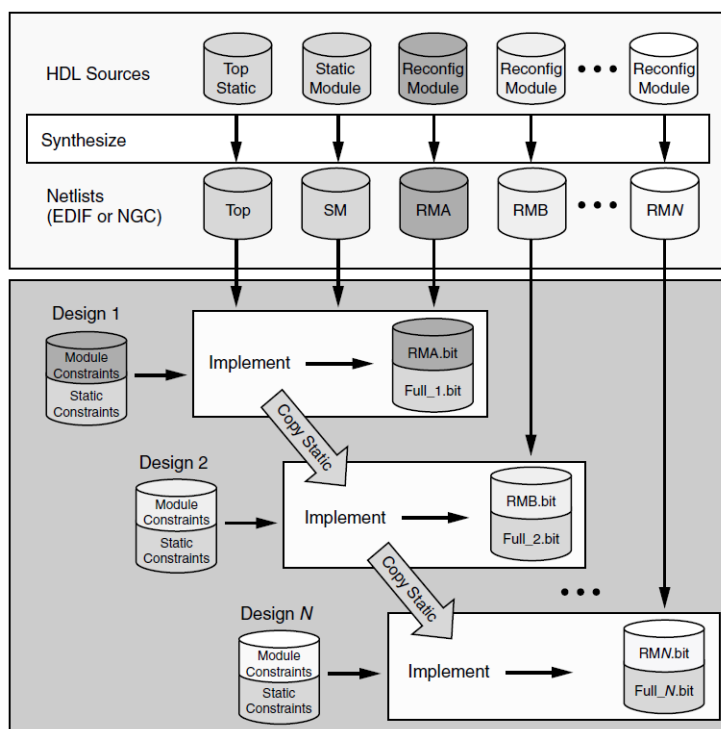 HDL Sources
Top
Static
Static
Module
Reconfig
Module
Reconfig
Module
• • •
Reconfig
Module
Synthesize
Netlists
(EDIF or NGC)
Top
SM
RMA
RMB
• • •
RMN
Design 1
Module
Constraints
Static
Constraints
Implement
RMA.bit
Full_1.bit
Copy Static
Design 2
Module
Constraints
Static
Constraints
Implement
RMB.bit
Full_2.bit
Copy Static
• • •
Design N
Module
Constraints
Static
Constraints
Implement
RMN.bit
Full_N.bit